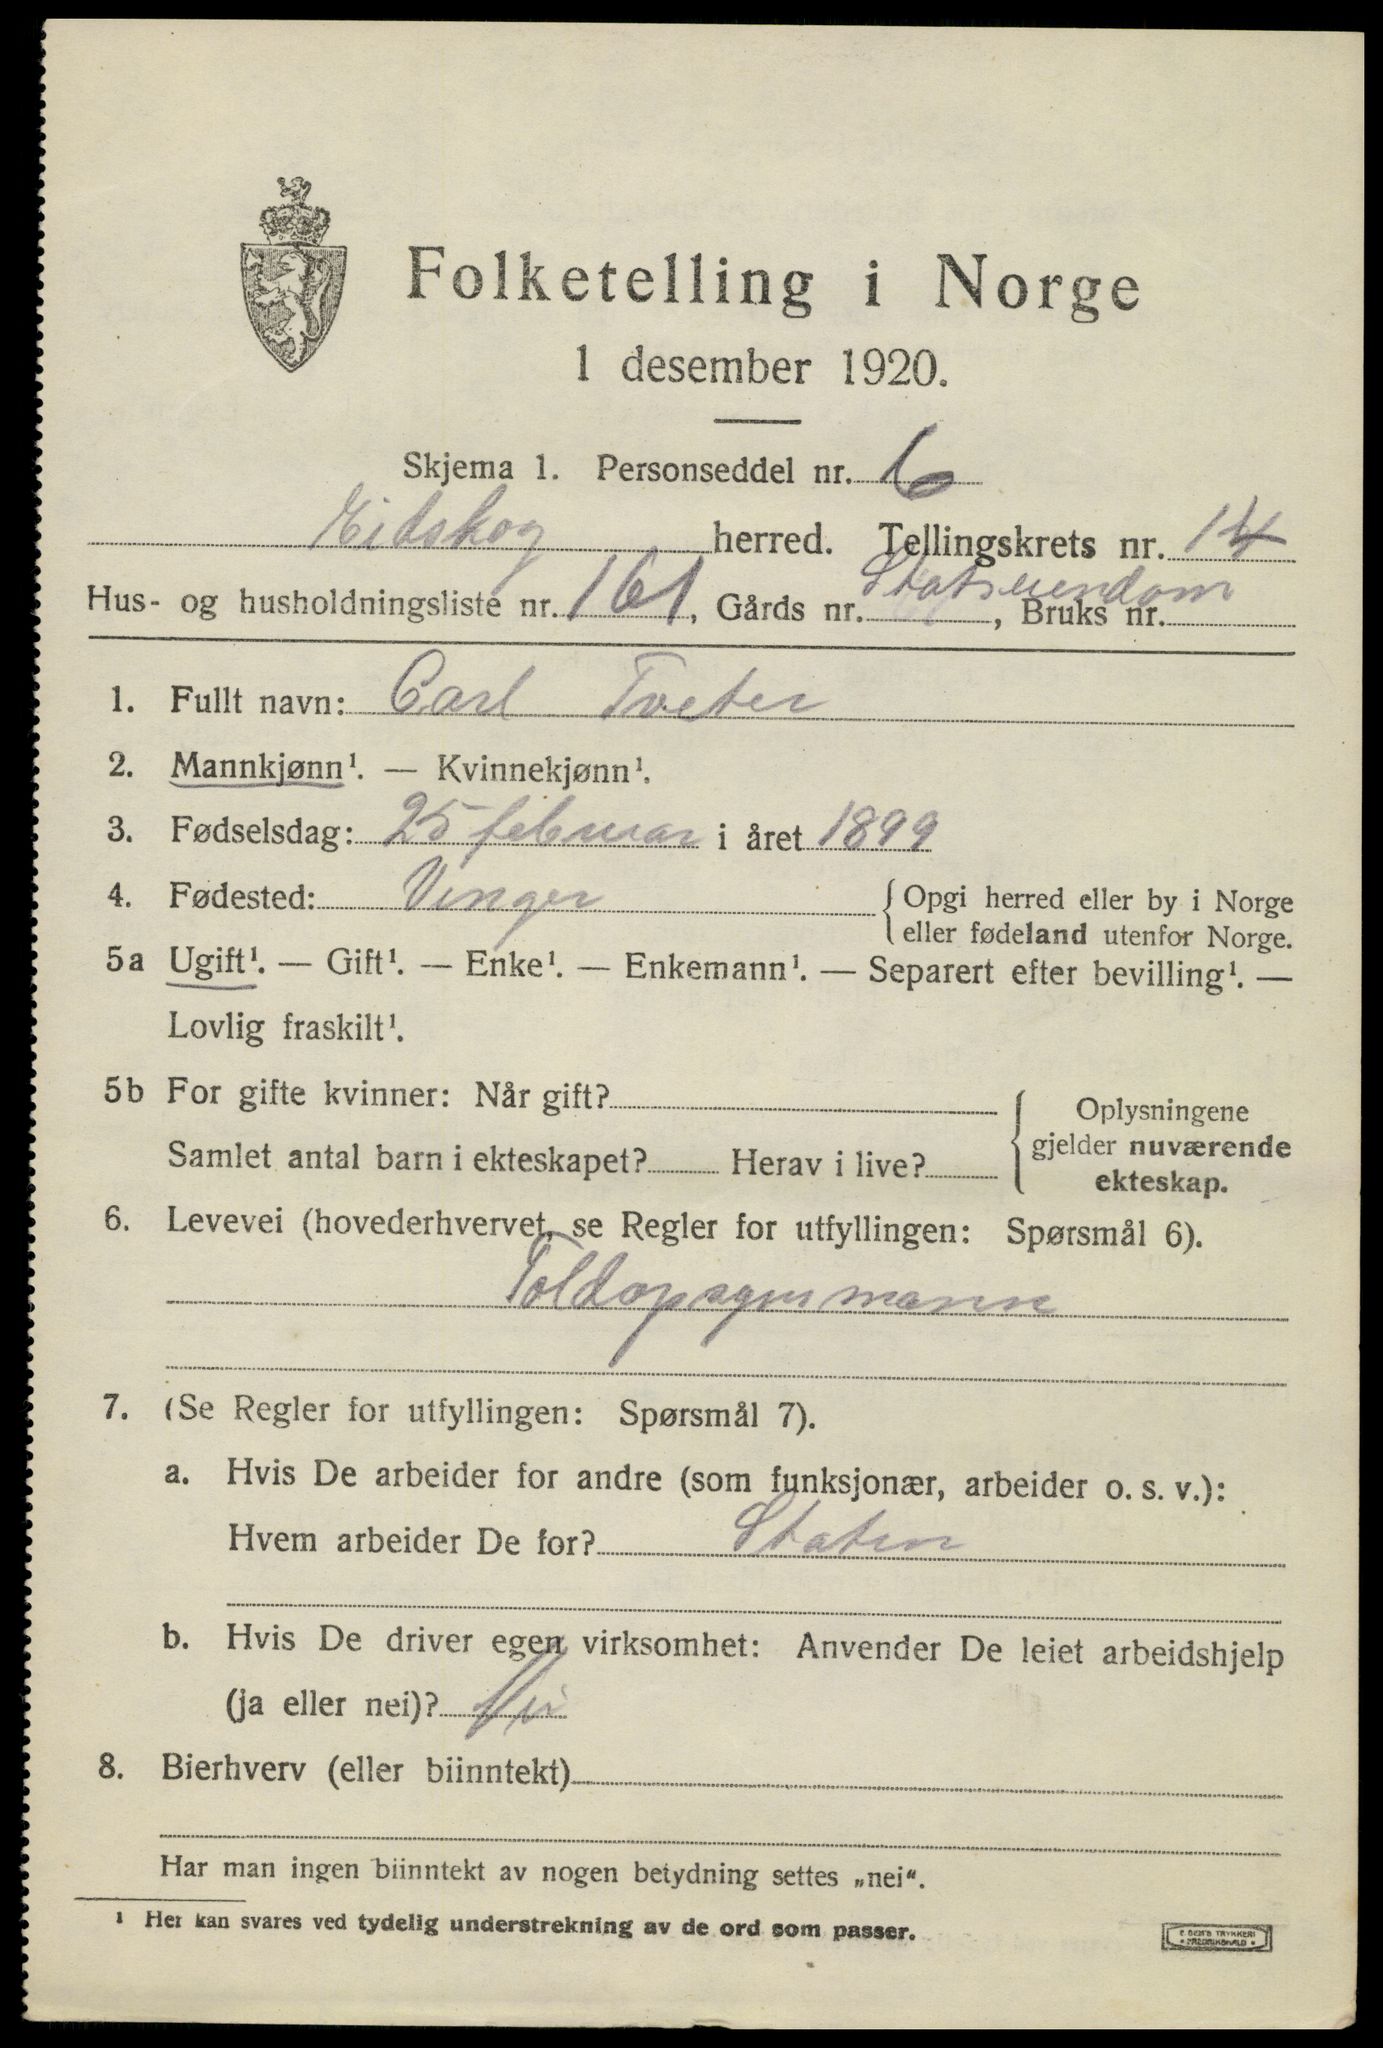 Folketelling i Norge
1 desember 1920.
Skjema 1. Personseddel nr. 6
Eidskog herred. Tellingskrets nr. 14
Hus- og husholdningsliste nr. 161, Gårds nr. Statseiendom, Bruks nr.
1. Fullt navn: Carl Tveter
2. Mannkjønn¹. — Kvinnekjønn¹.
3. Fødselsdag: 25 februar i året 1899
4. Fødested: Vinger {Opgi herred eller by i Norge
eller fødeland utenfor Norge.
5a Ugift¹. — Gift¹. — Enke¹. — Enkemann¹. — Separert efter bevilling¹. —
Lovlig fraskilt¹.
5b For gifte kvinner: Når gift? Oplysningene
gjelder nuværende
Samlet antal barn i ekteskapet? Herav i live? ekteskap.
6. Levevei (hovederhvervet, se Regler for utfyllingen: Spørsmål 6).
Toldopsynsmann
7. (Se Regler for utfyllingen: Spørsmål 7).
a. Hvis De arbeider for andre (som funksjonær, arbeider o. s. v.):
Hvem arbeider De for? Staten
b. Hvis De driver egen virksomhet: Anvender De leiet arbeidshjelp
(ja eller nei)? Nei
8. Bierhverv (eller biinntekt)
Har man ingen biinntekt av nogen betydning settes „nei“.
¹ Her kan svares ved tydelig understrekning av de ord som passer.
TRYKKERI
FREDRIKSHALD